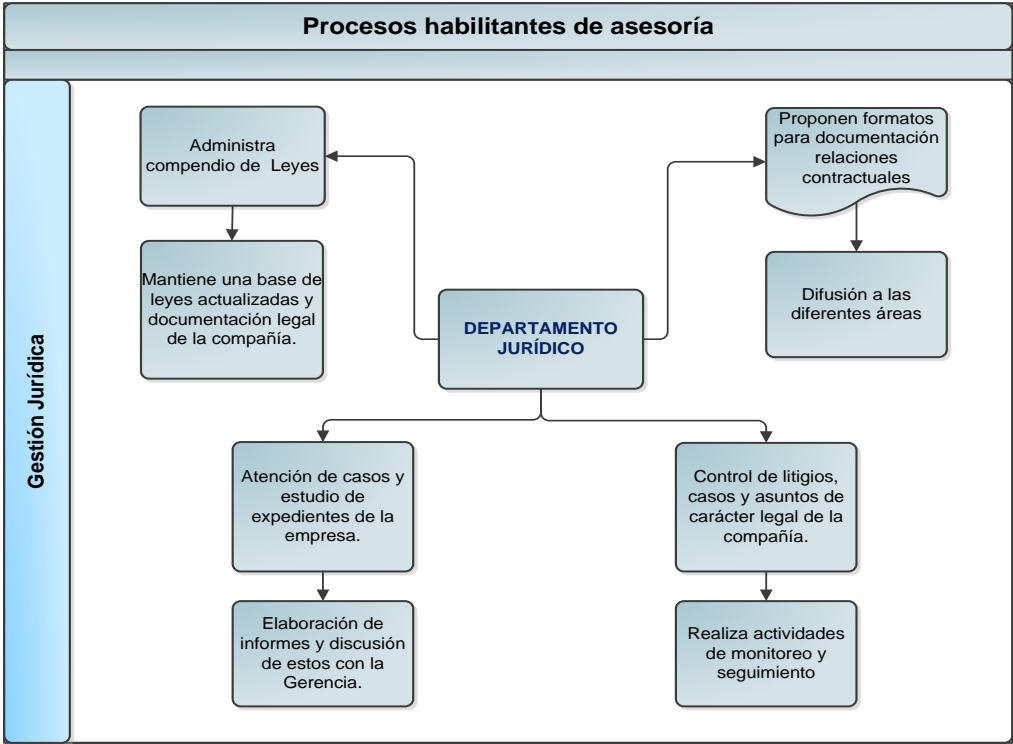 Procesos habilitantes de asesoría
Gestión Jurídica
Administra
compendio de Leyes
Mantiene una base de
leyes actualizadas y
documentación legal
de la compañía.
Proponen formatos
para documentación
relaciones
contractuales
Difusión a las
diferentes áreas
DEPARTAMENTO
JURÍDICO
Atención de casos y
estudio de
expedientes de la
empresa.
Elaboración de
informes y discusión
de estos con la
Gerencia.
Control de litigios,
casos y asuntos de
carácter legal de la
compañía.
Realiza actividades
de monitoreo y
seguimiento